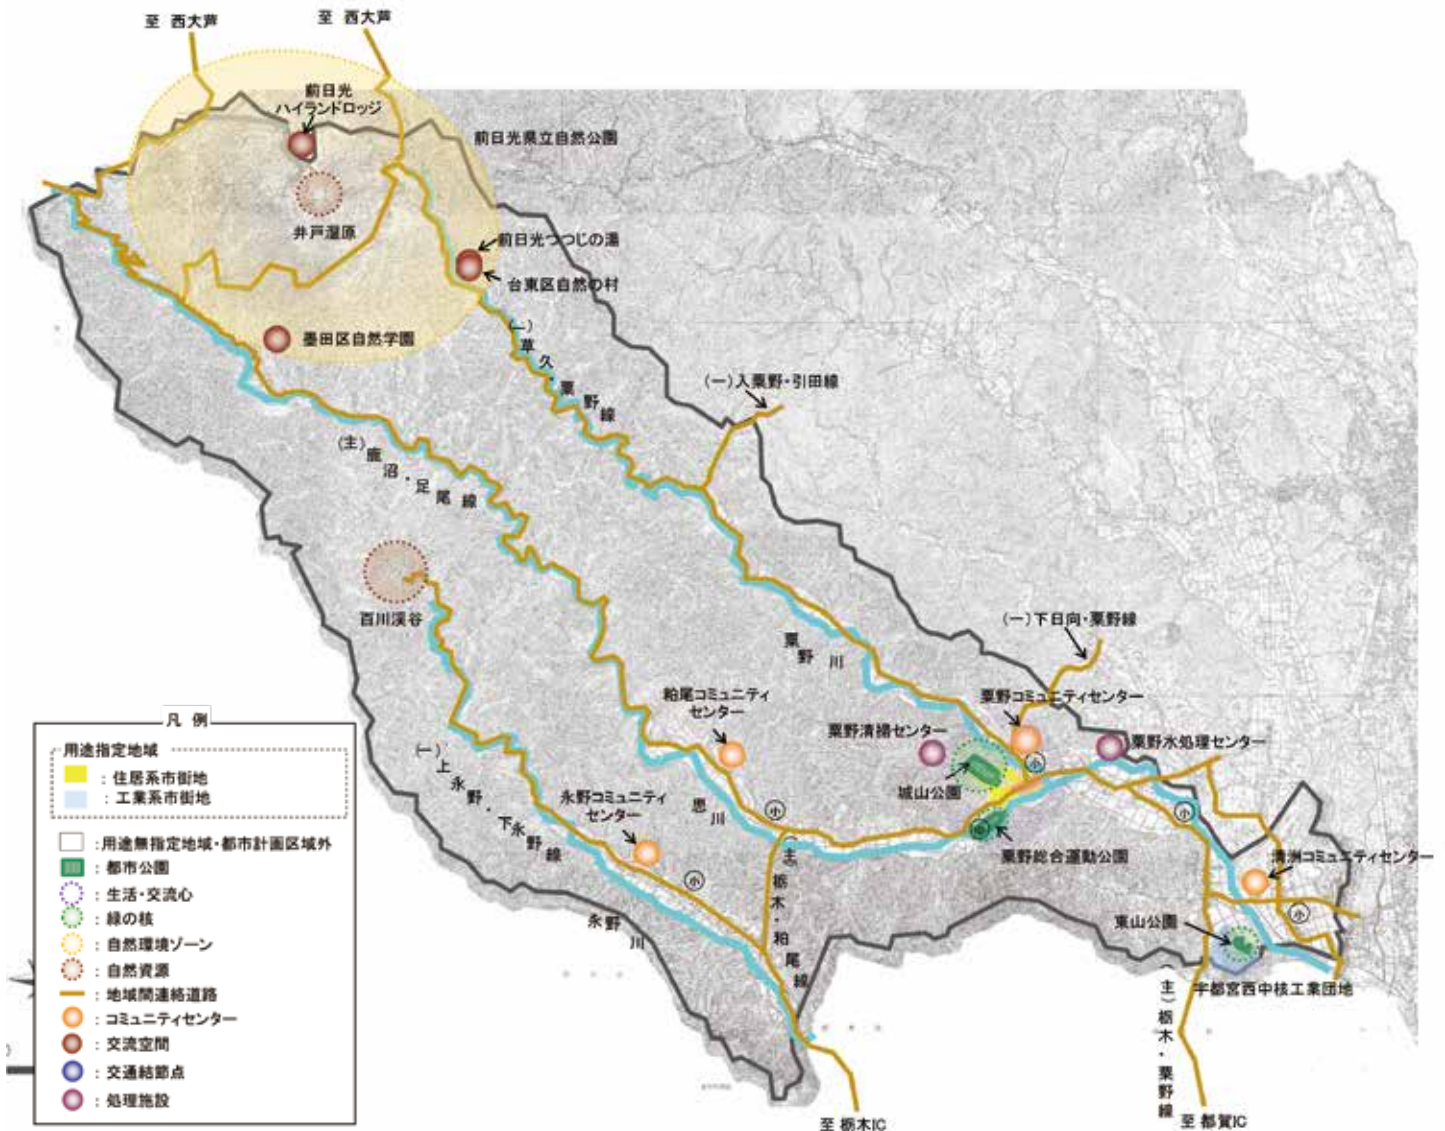 至 西大芦
至 西大芦
前日光
ハイランドロッジ
前日光県立自然公園
井戸湿原
前日光つつじの湯
台東区自然の村
墨田区自然学園
(一)草久・粟野線
(一)入粟野・引田線
(主)鹿沼・足尾線
百川渓谷
粟野川
(一)下日向・粟野線
粕尾コミュニティ
センター
粟野コミュニティセンター
粟野清掃センター
粟野水処理センター
小
城山公園
(一)上永野・下永野線
永野コミュニティ
センター
思川
小
小
小
粟野総合運動公園
清洲コミュニティセンター
小
小
永野川
(主)栃木・粕尾線
東山公園
宇都宮西中核工業団地
(主)栃木・粟野線
至 栃木IC
至 都賀IC
凡 例
用途指定地域
：住居系市街地
：工業系市街地
：用途無指定地域・都市計画区域外
：都市公園
：生活・交流心
：緑の核
：自然環境ゾーン
：自然資源
：地域間連絡道路
：コミュニティセンター
：交流空間
：交通結節点
：処理施設